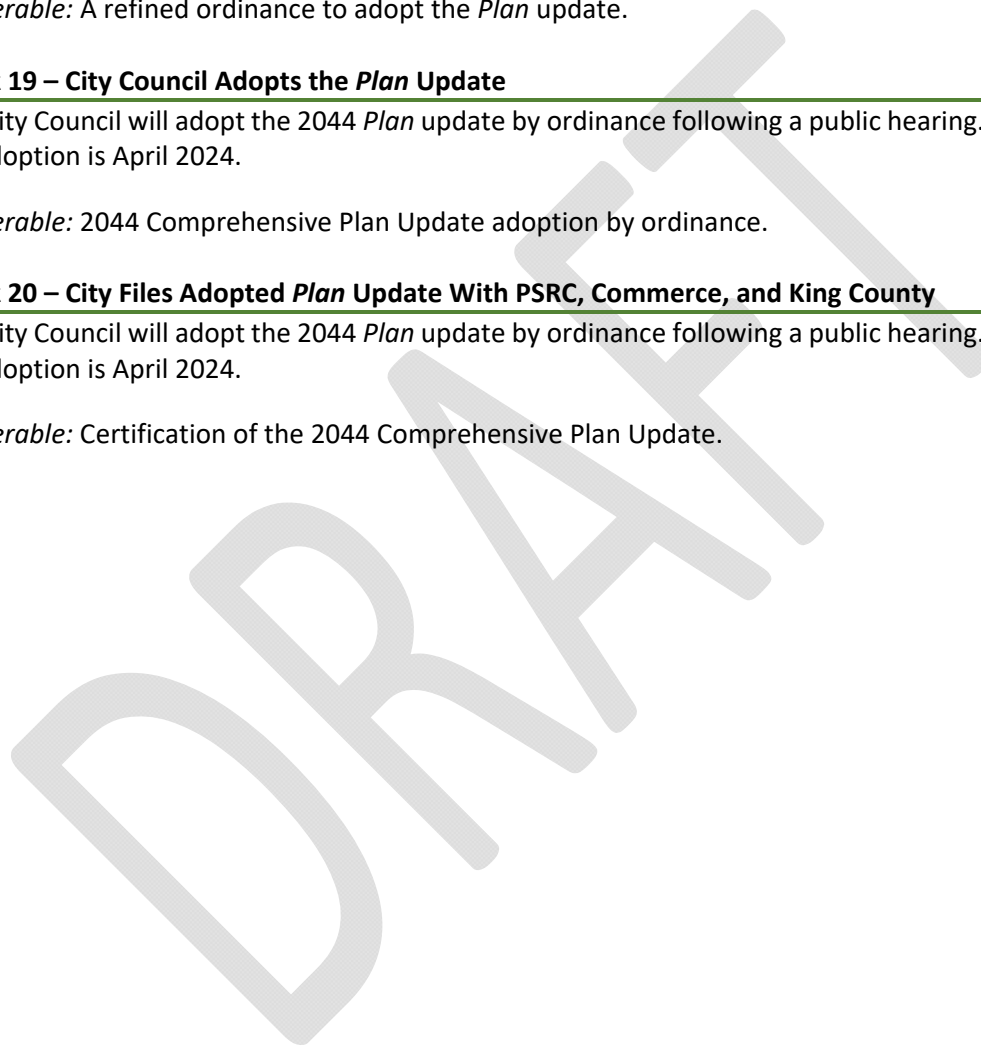 erable: A refined ordinance to adopt the Plan update.
19 – City Council Adopts the Plan Update
ity Council will adopt the 2044 Plan update by ordinance following a public hearing.
loption is April 2024.
erable: 2044 Comprehensive Plan Update adoption by ordinance.
20 – City Files Adopted Plan Update With PSRC, Commerce, and King County
ity Council will adopt the 2044 Plan update by ordinance following a public hearing.
loption is April 2024.
erable: Certification of the 2044 Comprehensive Plan Update.
DRAFT